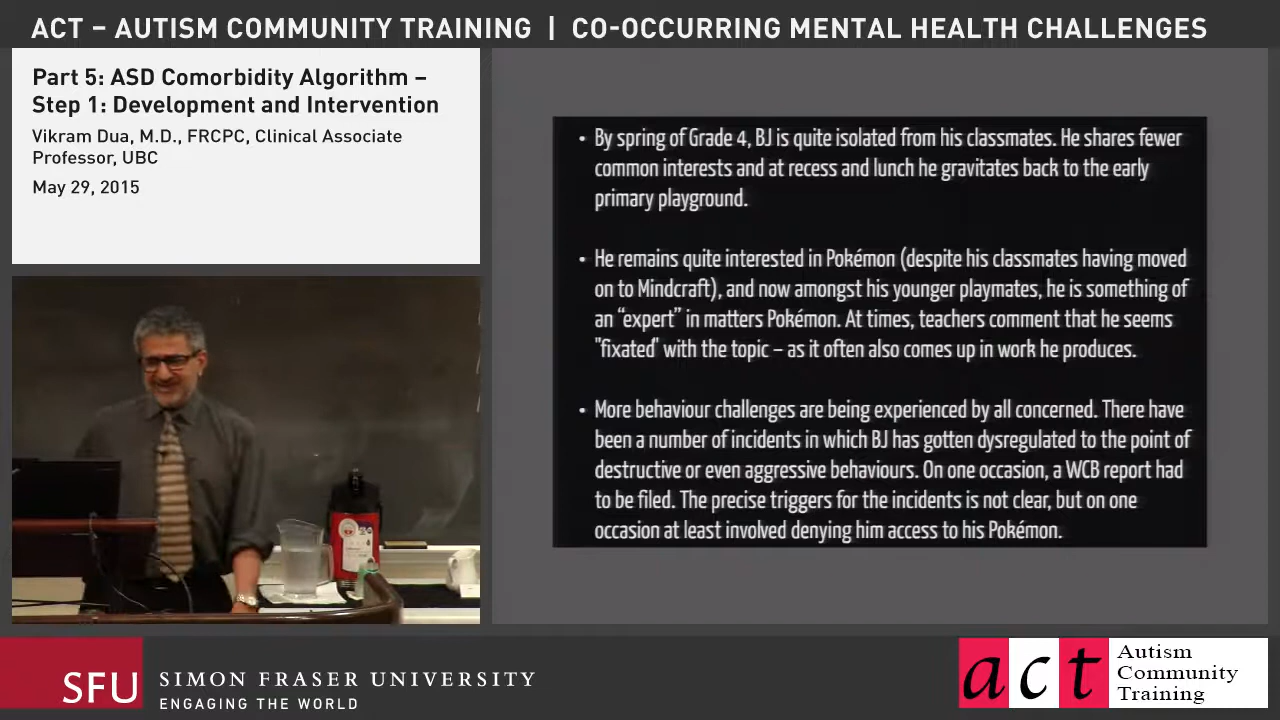 ACT – AUTISM COMMUNITY TRAINING | CO-OCCURRING MENTAL HEALTH CHALLENGES
Part 5: ASD Comorbidity Algorithm –
Step 1: Development and Intervention
Vikram Dua, M.D., FRCPC, Clinical Associate
Professor, UBC
May 29, 2015
• By spring of Grade 4, BJ is quite isolated from his classmates. He shares fewer
common interests and at recess and lunch he gravitates back to the early
primary playground.
• He remains quite interested in Pokémon (despite his classmates having moved
on to Mindcraft), and now amongst his younger playmates, he is something of
an “expert” in matters Pokémon. At times, teachers comment that he seems
"fixated' with the topic – as it often also comes up in work he produces.
• More behaviour challenges are being experienced by all concerned. There have
been a number of incidents in which BJ has gotten dysregulated to the point of
destructive or even aggressive behaviours. On one occasion, a WCB report had
to be filed. The precise triggers for the incidents is not clear, but on one
occasion at least involved denying him access to his Pokémon.
SFU SIMON FRASER UNIVERSITY
ENGAGING THE WORLD
act Autism
Community
Training